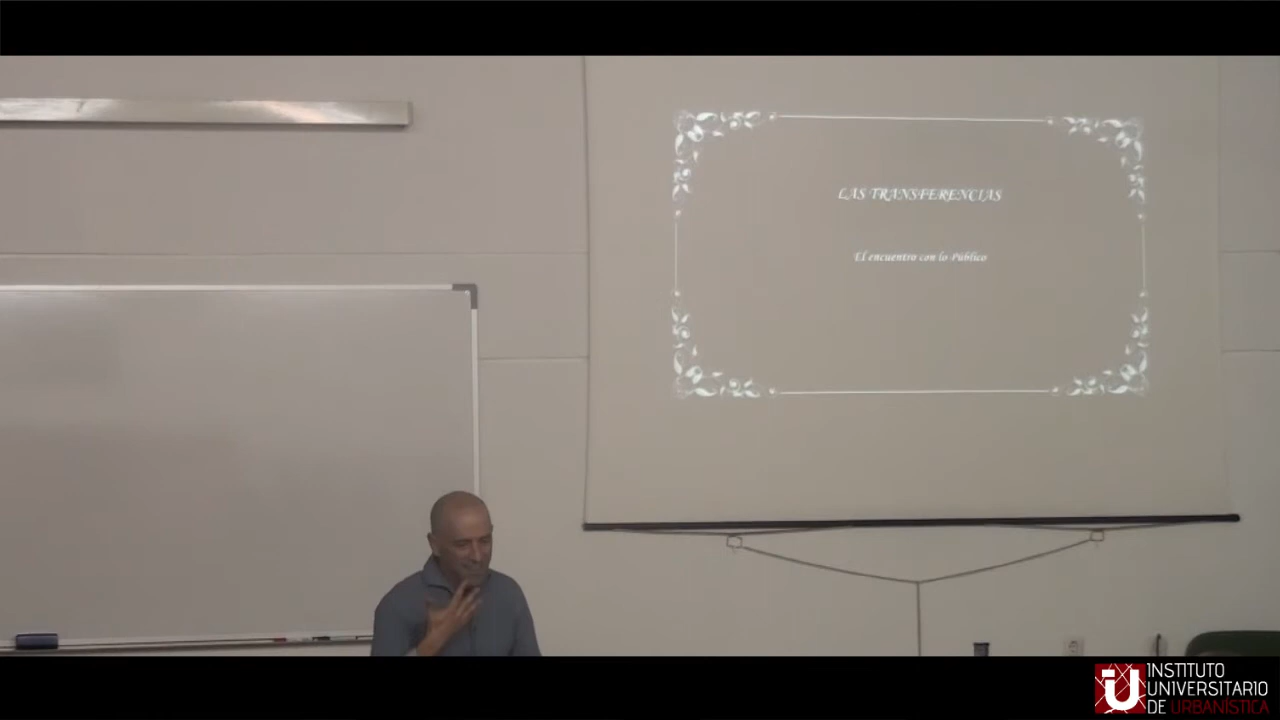 LAS TRANSFERENCIAS
El encuentro con lo Público
INSTITUTO
UNIVERSITARIO
DE URBANÍSTICA